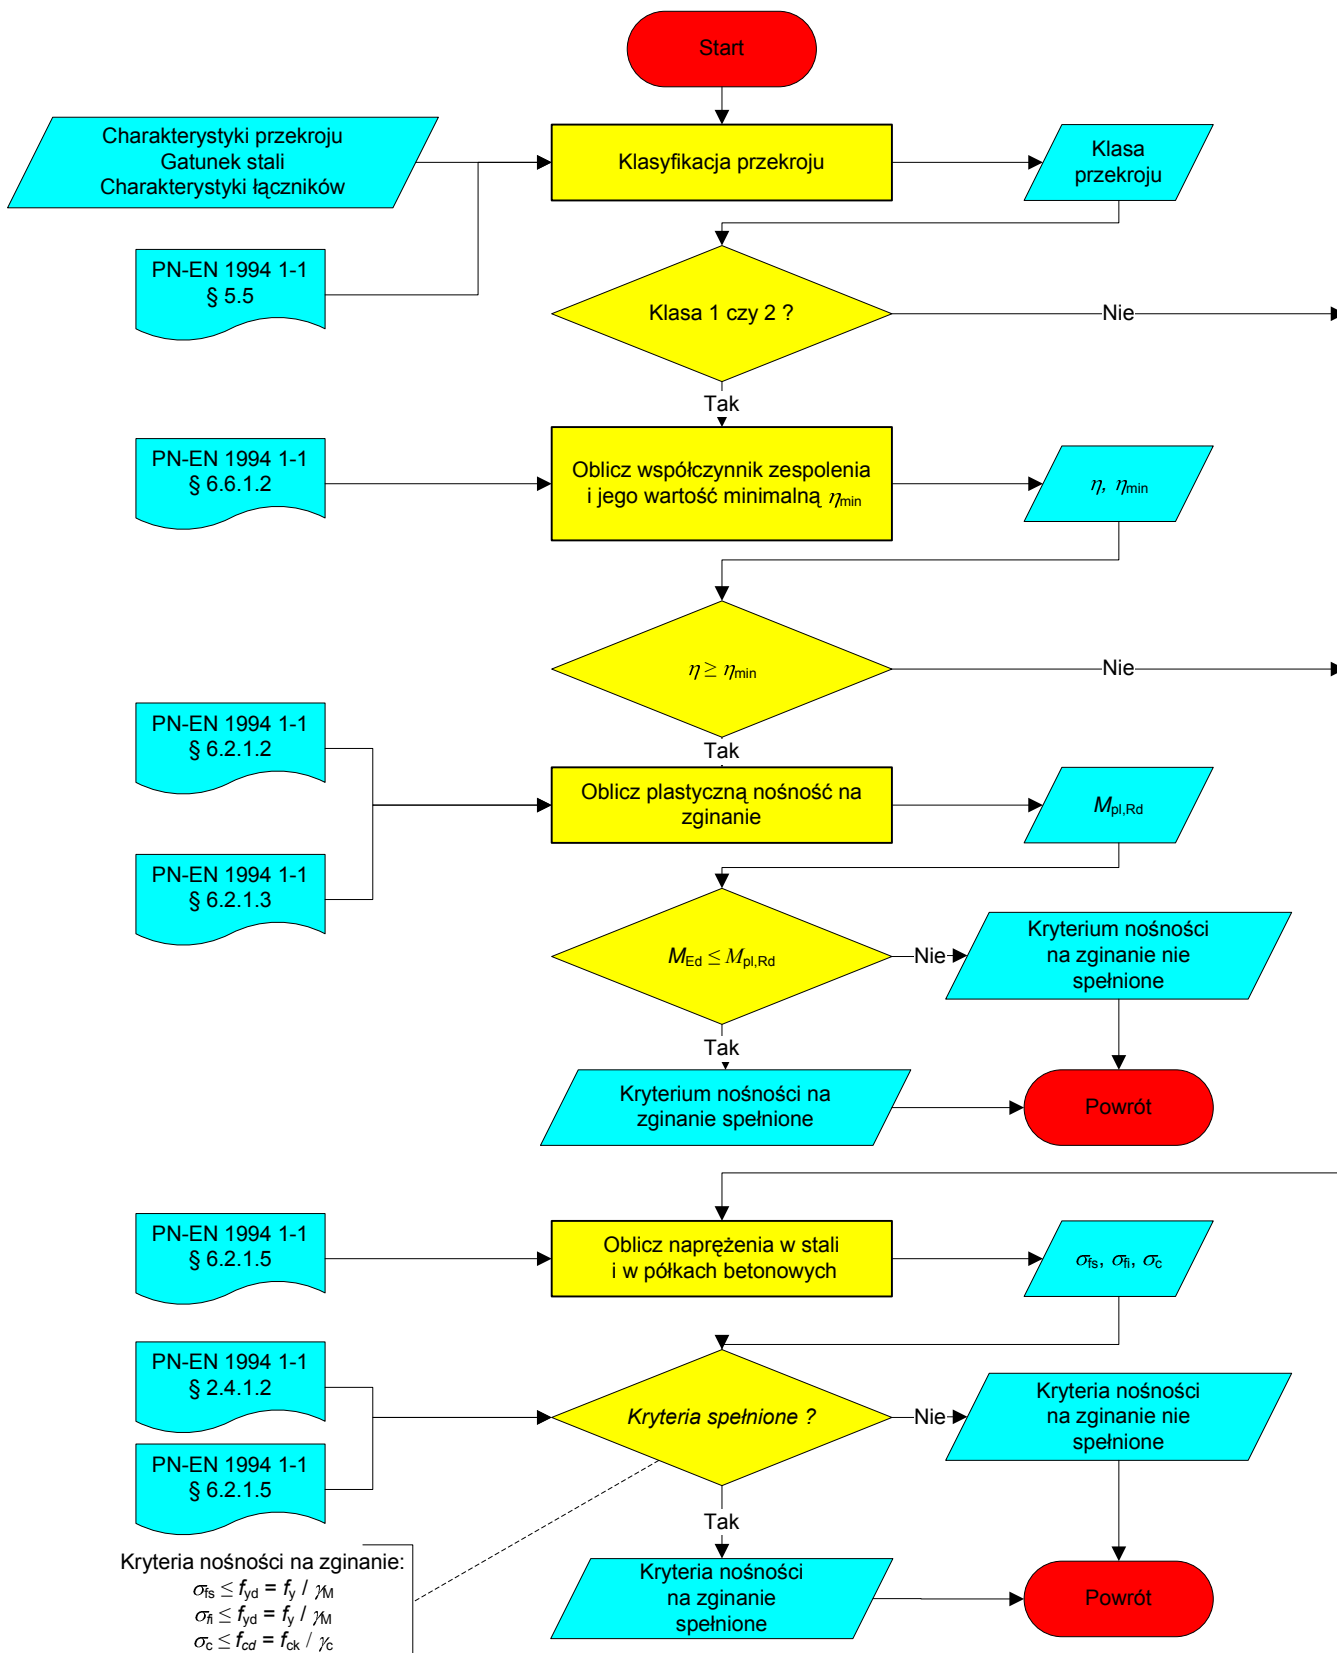 Start
Charakterystyki przekroju
Gatunek stali
Charakterystyki łączników
Klasyfikacja przekroju
Klasa
przekroju
PN-EN 1994 1-1
§ 5.5
Klasa 1 czy 2 ?
Nie
Tak
PN-EN 1994 1-1
§ 6.6.1.2
Oblicz współczynnik zespolenia
i jego wartość minimalną ηmin
η, ηmin
η ≥ ηmin
Nie
Tak
PN-EN 1994 1-1
§ 6.2.1.2
Oblicz plastyczną nośność na
zginanie
Mpl,Rd
PN-EN 1994 1-1
§ 6.2.1.3
MEd ≤ Mpl,Rd
Nie
Kryterium nośności
na zginanie nie
spełnione
Tak
Kryterium nośności na
zginanie spełnione
Powrót
PN-EN 1994 1-1
§ 6.2.1.5
Oblicz naprężenia w stali
i w półkach betonowych
σfs, σfi, σc
PN-EN 1994 1-1
§ 2.4.1.2
Kryteria spełnione ?
Nie
Kryteria nośności
na zginanie nie
spełnione
PN-EN 1994 1-1
§ 6.2.1.5
Tak
Kryteria nośności na zginanie:
σfs ≤ fyd = fy / γM
σfi ≤ fyd = fy / γM
σc ≤ fcd = fck / γc
Kryteria nośności
na zginanie
spełnione
Powrót